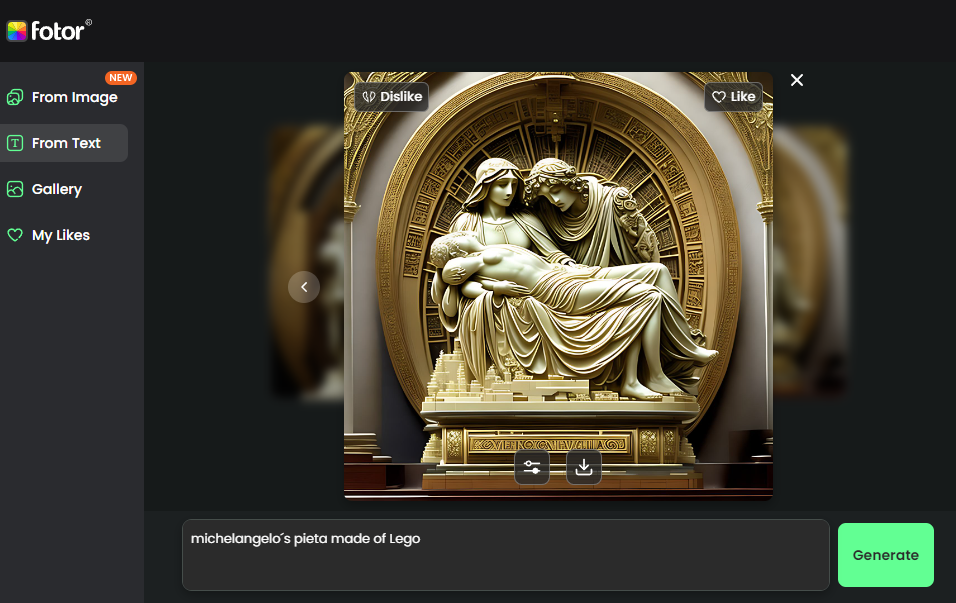 fotor®
NEW
From Image
From Text
Gallery
My Likes
Dislike
Like
michelangelo´s pieta made of Lego
Generate